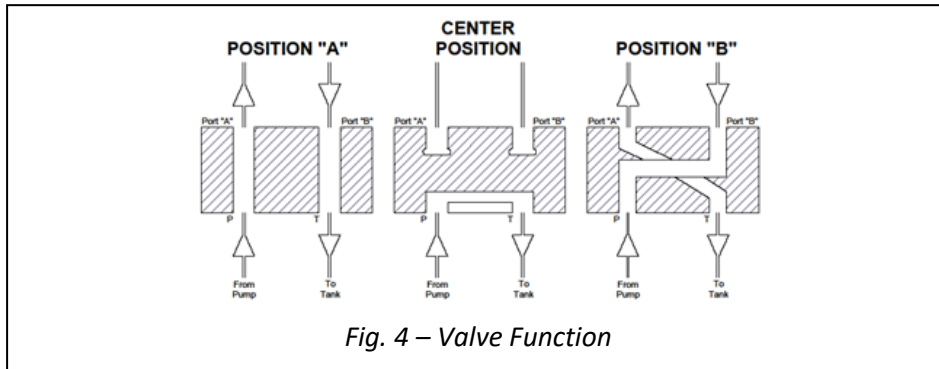 POSITION "A"
CENTER
POSITION
POSITION "B"
Port "A"
Port "B"
Port "A"
Port "B"
Port "A"
Port "B"
P
T
P
T
P
T
From
Pump
To
Tank
From
Pump
To
Tank
From
Pump
To
Tank
Fig. 4 – Valve Function